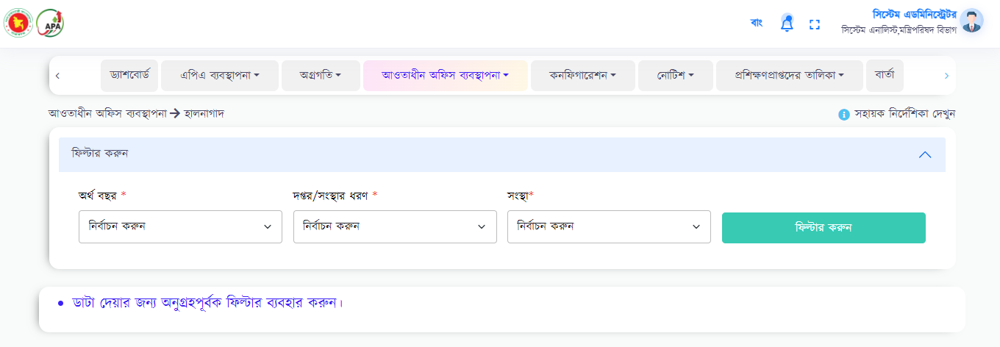 APA
বাং
সিস্টেম এডমিনিস্ট্রেটর
সিস্টেম এনালিস্ট,মন্ত্রিপরিষদ বিভাগ
ড্যাশবোর্ড এপিএ ব্যবস্থাপনা অগ্রগতি আওতাধীন অফিস ব্যবস্থাপনা কনফিগারেশন নোটিশ প্রশিক্ষণপ্রাপ্তদের তালিকা বার্তা
আওতাধীন অফিস ব্যবস্থাপনা → হালনাগাদ সহায়ক নির্দেশিকা দেখুন
ফিল্টার করুন
অর্থ বছর * দপ্তর/সংস্থার ধরণ * সংস্থা*
নির্বাচন করুন নির্বাচন করুন নির্বাচন করুন ফিল্টার করুন
• ডাটা দেয়ার জন্য অনুগ্রহপূর্বক ফিল্টার ব্যবহার করুন।